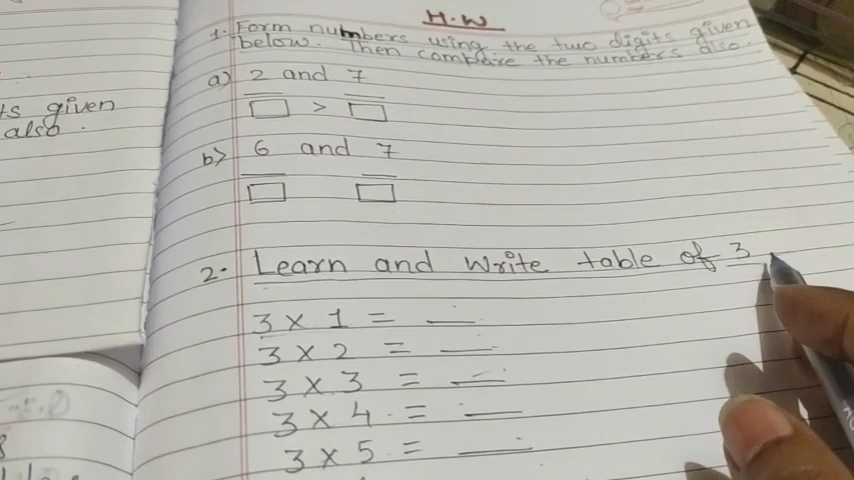 H.W
1. Form numbers using the two digits given
below. Then compare the numbers also.
a) 2 and 7
>
b) 6 and 7
2. Learn and Write table of 3
3 x 1 =
3 x 2 =
3 x 3 =
3 x 4 =
3 x 5 =
given
also.